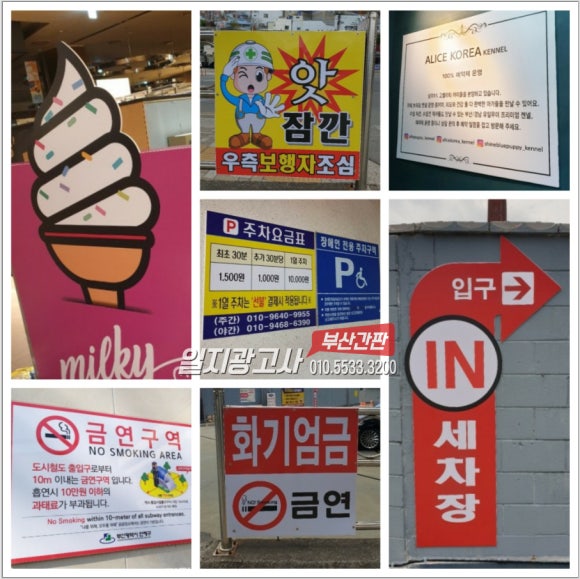 milky
앗
잠깐
우측보행자조심
ALICE KOREA KENNEL
100% 예약제 운영
P 주차요금표
최초 30분 추가 30분당 1일 주차
1,500원 1,000원 10,000원
※1일 주차는 '선불' 결제시 적용됩니다※
(주간) 010-9640-9955
(야간) 010-9468-6390
장애인 전용 주차구역
P
일지광고사
부산간판
010.5533.3200
입구
IN
세차장
금연구역
NO SMOKING AREA
도시철도 출입구로부터
10m 이내는 금연구역 입니다.
흡연시 10만원 이하의
과태료가 부과됩니다.
No Smoking within 10-meter of all subway entrances.
화기엄금
금연